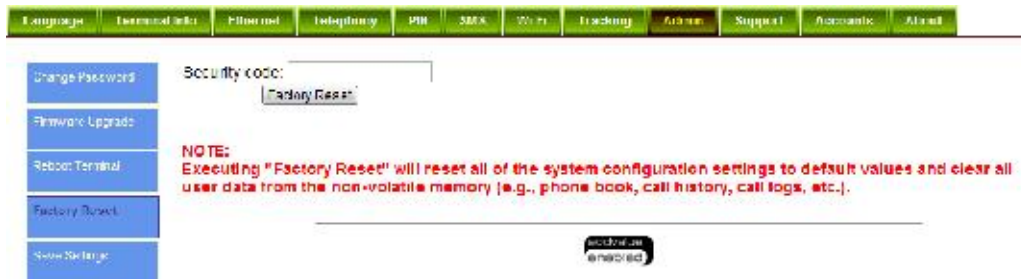 Language Terminal Info Ethernet Telephony PIN SMS Wi-Fi Tracking Admin Support Accounts About
Change Password
Security code:
Factory Reset
Firmware Upgrade
Reboot Terminal
NOTE:
Executing "Factory Reset" will reset all of the system configuration settings to default values and clear all
user data from the non-volatile memory (e.g., phone book, call history, call logs, etc.).
Factory Reset
Save Settings
addvalue
enabled